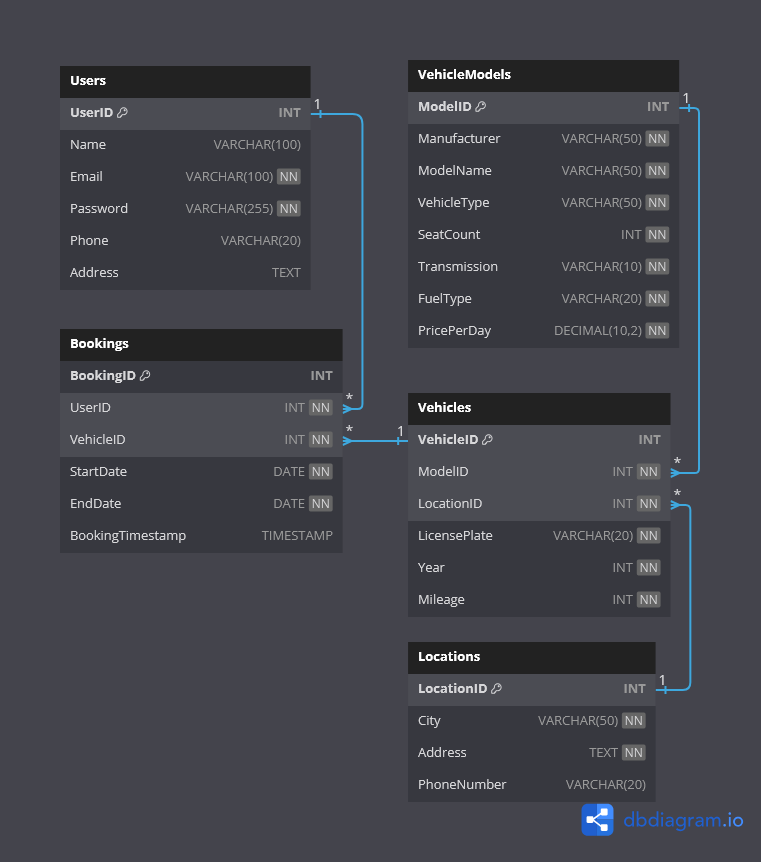 Users
UserID INT
Name VARCHAR(100)
Email VARCHAR(100) NN
Password VARCHAR(255) NN
Phone VARCHAR(20)
Address TEXT
1
VehicleModels
ModelID INT
Manufacturer VARCHAR(50) NN
ModelName VARCHAR(50) NN
VehicleType VARCHAR(50) NN
SeatCount INT NN
Transmission VARCHAR(10) NN
FuelType VARCHAR(20) NN
PricePerDay DECIMAL(10,2) NN
1
Bookings
BookingID INT
UserID INT NN *
VehicleID INT NN *
StartDate DATE NN
EndDate DATE NN
BookingTimestamp TIMESTAMP
1
Vehicles
VehicleID INT
ModelID INT NN *
LocationID INT NN *
LicensePlate VARCHAR(20) NN
Year INT NN
Mileage INT NN
Locations
LocationID INT 1
City VARCHAR(50) NN
Address TEXT NN
PhoneNumber VARCHAR(20)
dbdiagram.io